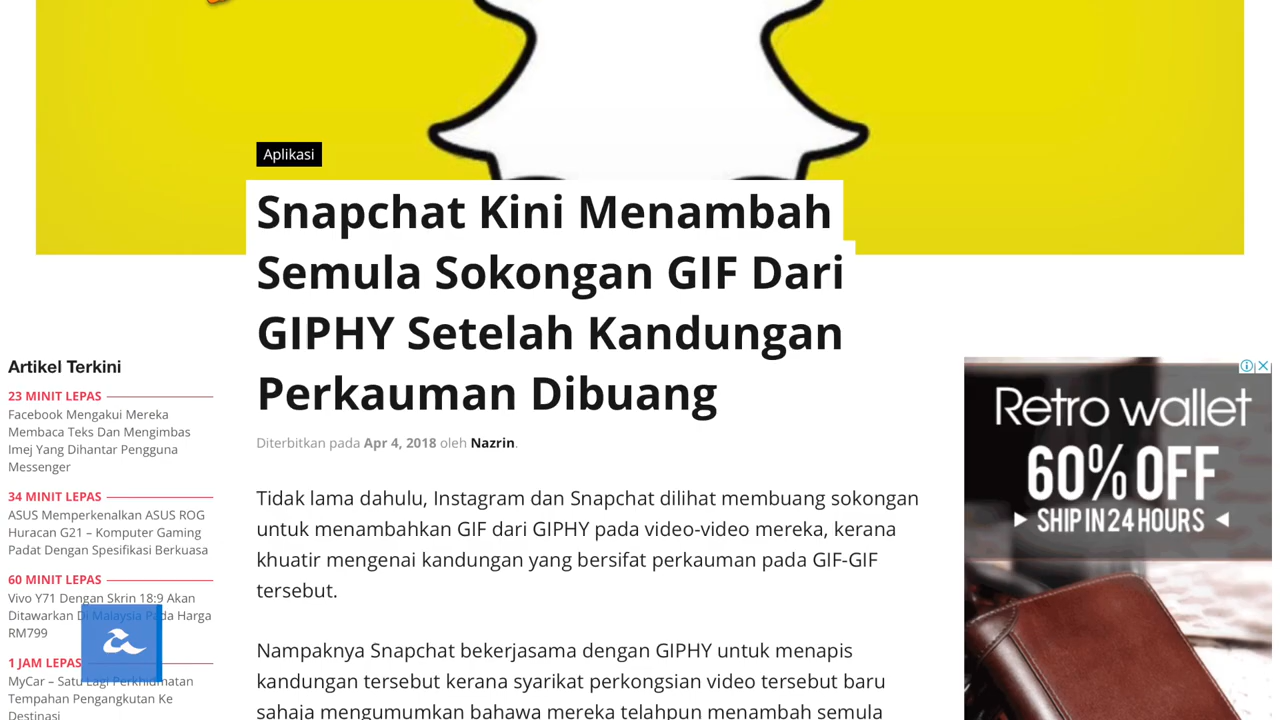 Aplikasi
Snapchat Kini Menambah
Semula Sokongan GIF Dari
GIPHY Setelah Kandungan
Perkauman Dibuang
Diterbitkan pada Apr 4, 2018 oleh Nazrin.
Tidak lama dahulu, Instagram dan Snapchat dilihat membuang sokongan
untuk menambahkan GIF dari GIPHY pada video-video mereka, kerana
khuatir mengenai kandungan yang bersifat perkauman pada GIF-GIF
tersebut.
Nampaknya Snapchat bekerjasama dengan GIPHY untuk menapis
kandungan tersebut kerana syarikat perkongsian video tersebut baru
sahaja mengumumkan bahawa mereka telahpun menambah semula
Artikel Terkini
23 MINIT LEPAS
Facebook Mengakui Mereka
Membaca Teks Dan Mengimbas
Imej Yang Dihantar Pengguna
Messenger
34 MINIT LEPAS
ASUS Memperkenalkan ASUS ROG
Huracan G21 – Komputer Gaming
Padat Dengan Spesifikasi Berkuasa
60 MINIT LEPAS
Vivo Y71 Dengan Skrin 18:9 Akan
Ditawarkan Di Malaysia Pada Harga
RM799
1 JAM LEPAS
MyCar – Satu Lagi Perkhidmatan
Tempahan Pengangkutan Ke
Destinasi
Retro wallet
60% OFF
SHIP IN 24 HOURS